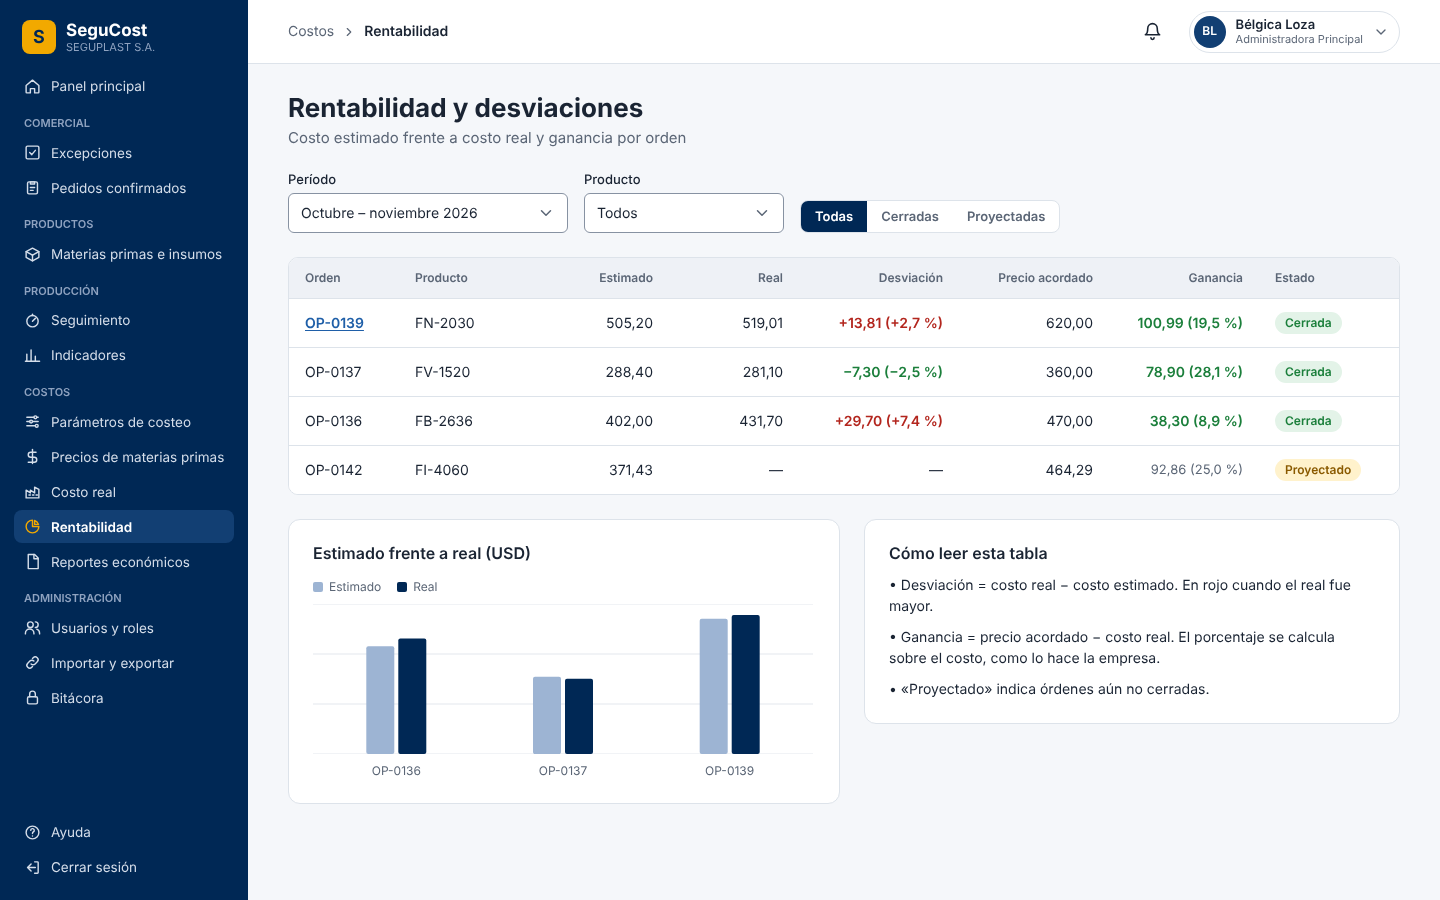 S
SeguCost
SEGUPLAST S.A.
Panel principal
COMERCIAL
Excepciones
Pedidos confirmados
PRODUCTOS
Materias primas e insumos
PRODUCCIÓN
Seguimiento
Indicadores
COSTOS
Parámetros de costeo
Precios de materias primas
Costo real
Rentabilidad
Reportes económicos
ADMINISTRACIÓN
Usuarios y roles
Importar y exportar
Bitácora
Ayuda
Cerrar sesión
Costos > Rentabilidad
BL
Bélgica Loza
Administradora Principal
Rentabilidad y desviaciones
Costo estimado frente a costo real y ganancia por orden
Período
Octubre – noviembre 2026
Producto
Todos
Todas Cerradas Proyectadas
Orden Producto Estimado Real Desviación Precio acordado Ganancia Estado
OP-0139 FN-2030 505,20 519,01 +13,81 (+2,7 %) 620,00 100,99 (19,5 %) Cerrada
OP-0137 FV-1520 288,40 281,10 −7,30 (−2,5 %) 360,00 78,90 (28,1 %) Cerrada
OP-0136 FB-2636 402,00 431,70 +29,70 (+7,4 %) 470,00 38,30 (8,9 %) Cerrada
OP-0142 FI-4060 371,43 — — 464,29 92,86 (25,0 %) Proyectado
Estimado frente a real (USD)
Estimado Real
OP-0136 OP-0137 OP-0139
Cómo leer esta tabla
• Desviación = costo real − costo estimado. En rojo cuando el real fue
mayor.
• Ganancia = precio acordado − costo real. El porcentaje se calcula
sobre el costo, como lo hace la empresa.
• «Proyectado» indica órdenes aún no cerradas.